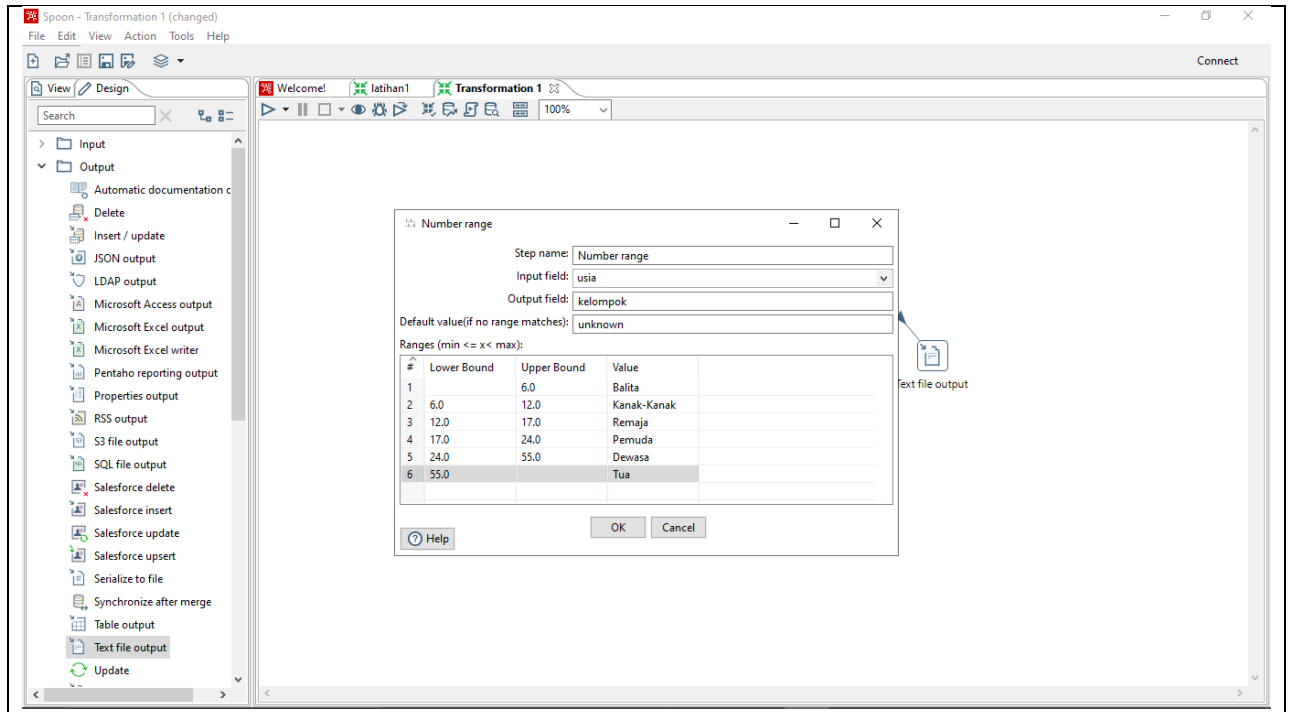 Spoon - Transformation 1 (changed)
File Edit View Action Tools Help
Connect
View Design
Welcome! latihan1 Transformation 1
Search
100%
Input
Output
Automatic documentation c
Delete
Insert / update
JSON output
LDAP output
Microsoft Access output
Microsoft Excel output
Microsoft Excel writer
Pentaho reporting output
Properties output
RSS output
S3 file output
SQL file output
Salesforce delete
Salesforce insert
Salesforce update
Salesforce upsert
Serialize to file
Synchronize after merge
Table output
Text file output
Update
Number range
Step name: Number range
Input field: usia
Output field: kelompok
Default value(if no range matches): unknown
Ranges (min <= x< max):
# Lower Bound Upper Bound Value
1 6.0 Balita
2 6.0 12.0 Kanak-Kanak
3 12.0 17.0 Remaja
4 17.0 24.0 Pemuda
5 24.0 55.0 Dewasa
6 55.0 Tua
OK Cancel
Help
Text file output